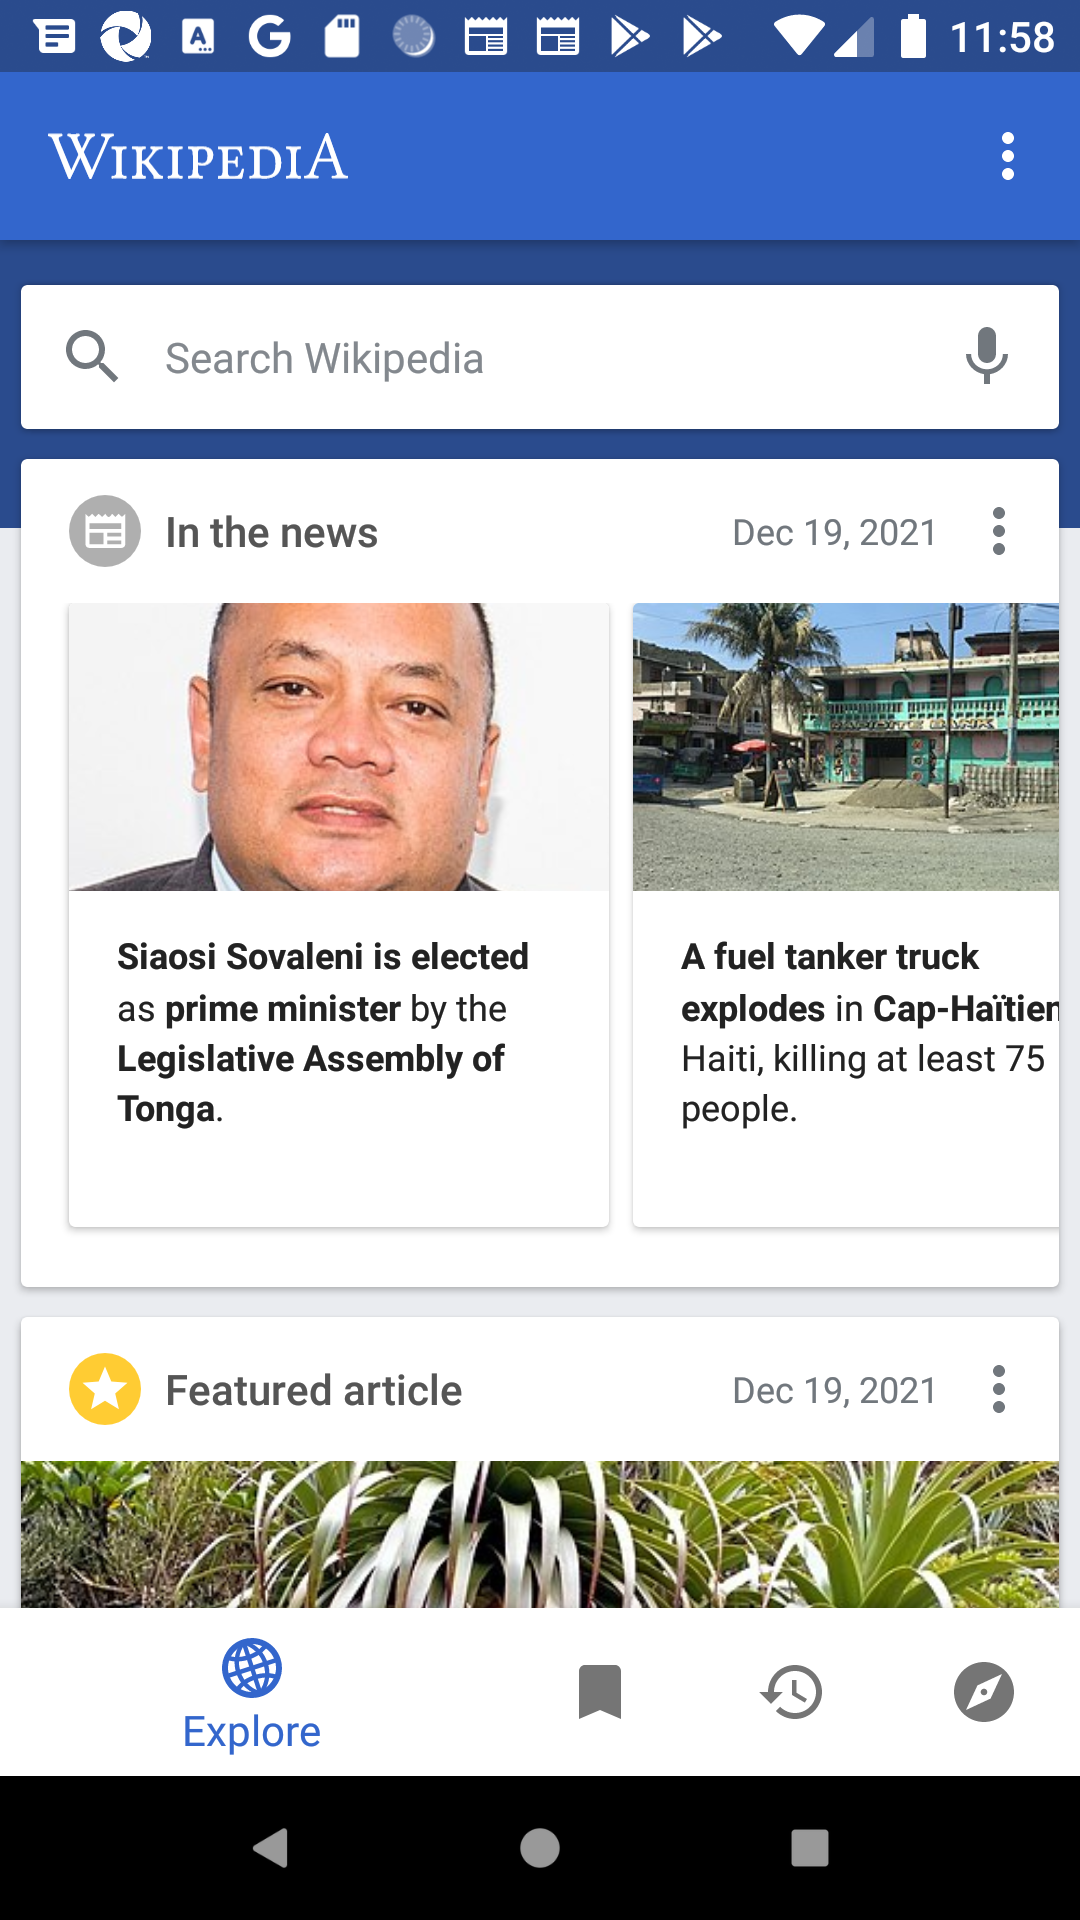 11:58
WIKIPEDIA
Search Wikipedia
In the news
Dec 19, 2021
Siaosi Sovaleni is elected
as prime minister by the
Legislative Assembly of
Tonga.
A fuel tanker truck
explodes in Cap-Haïtien
Haiti, killing at least 75
people.
Featured article
Dec 19, 2021
Explore